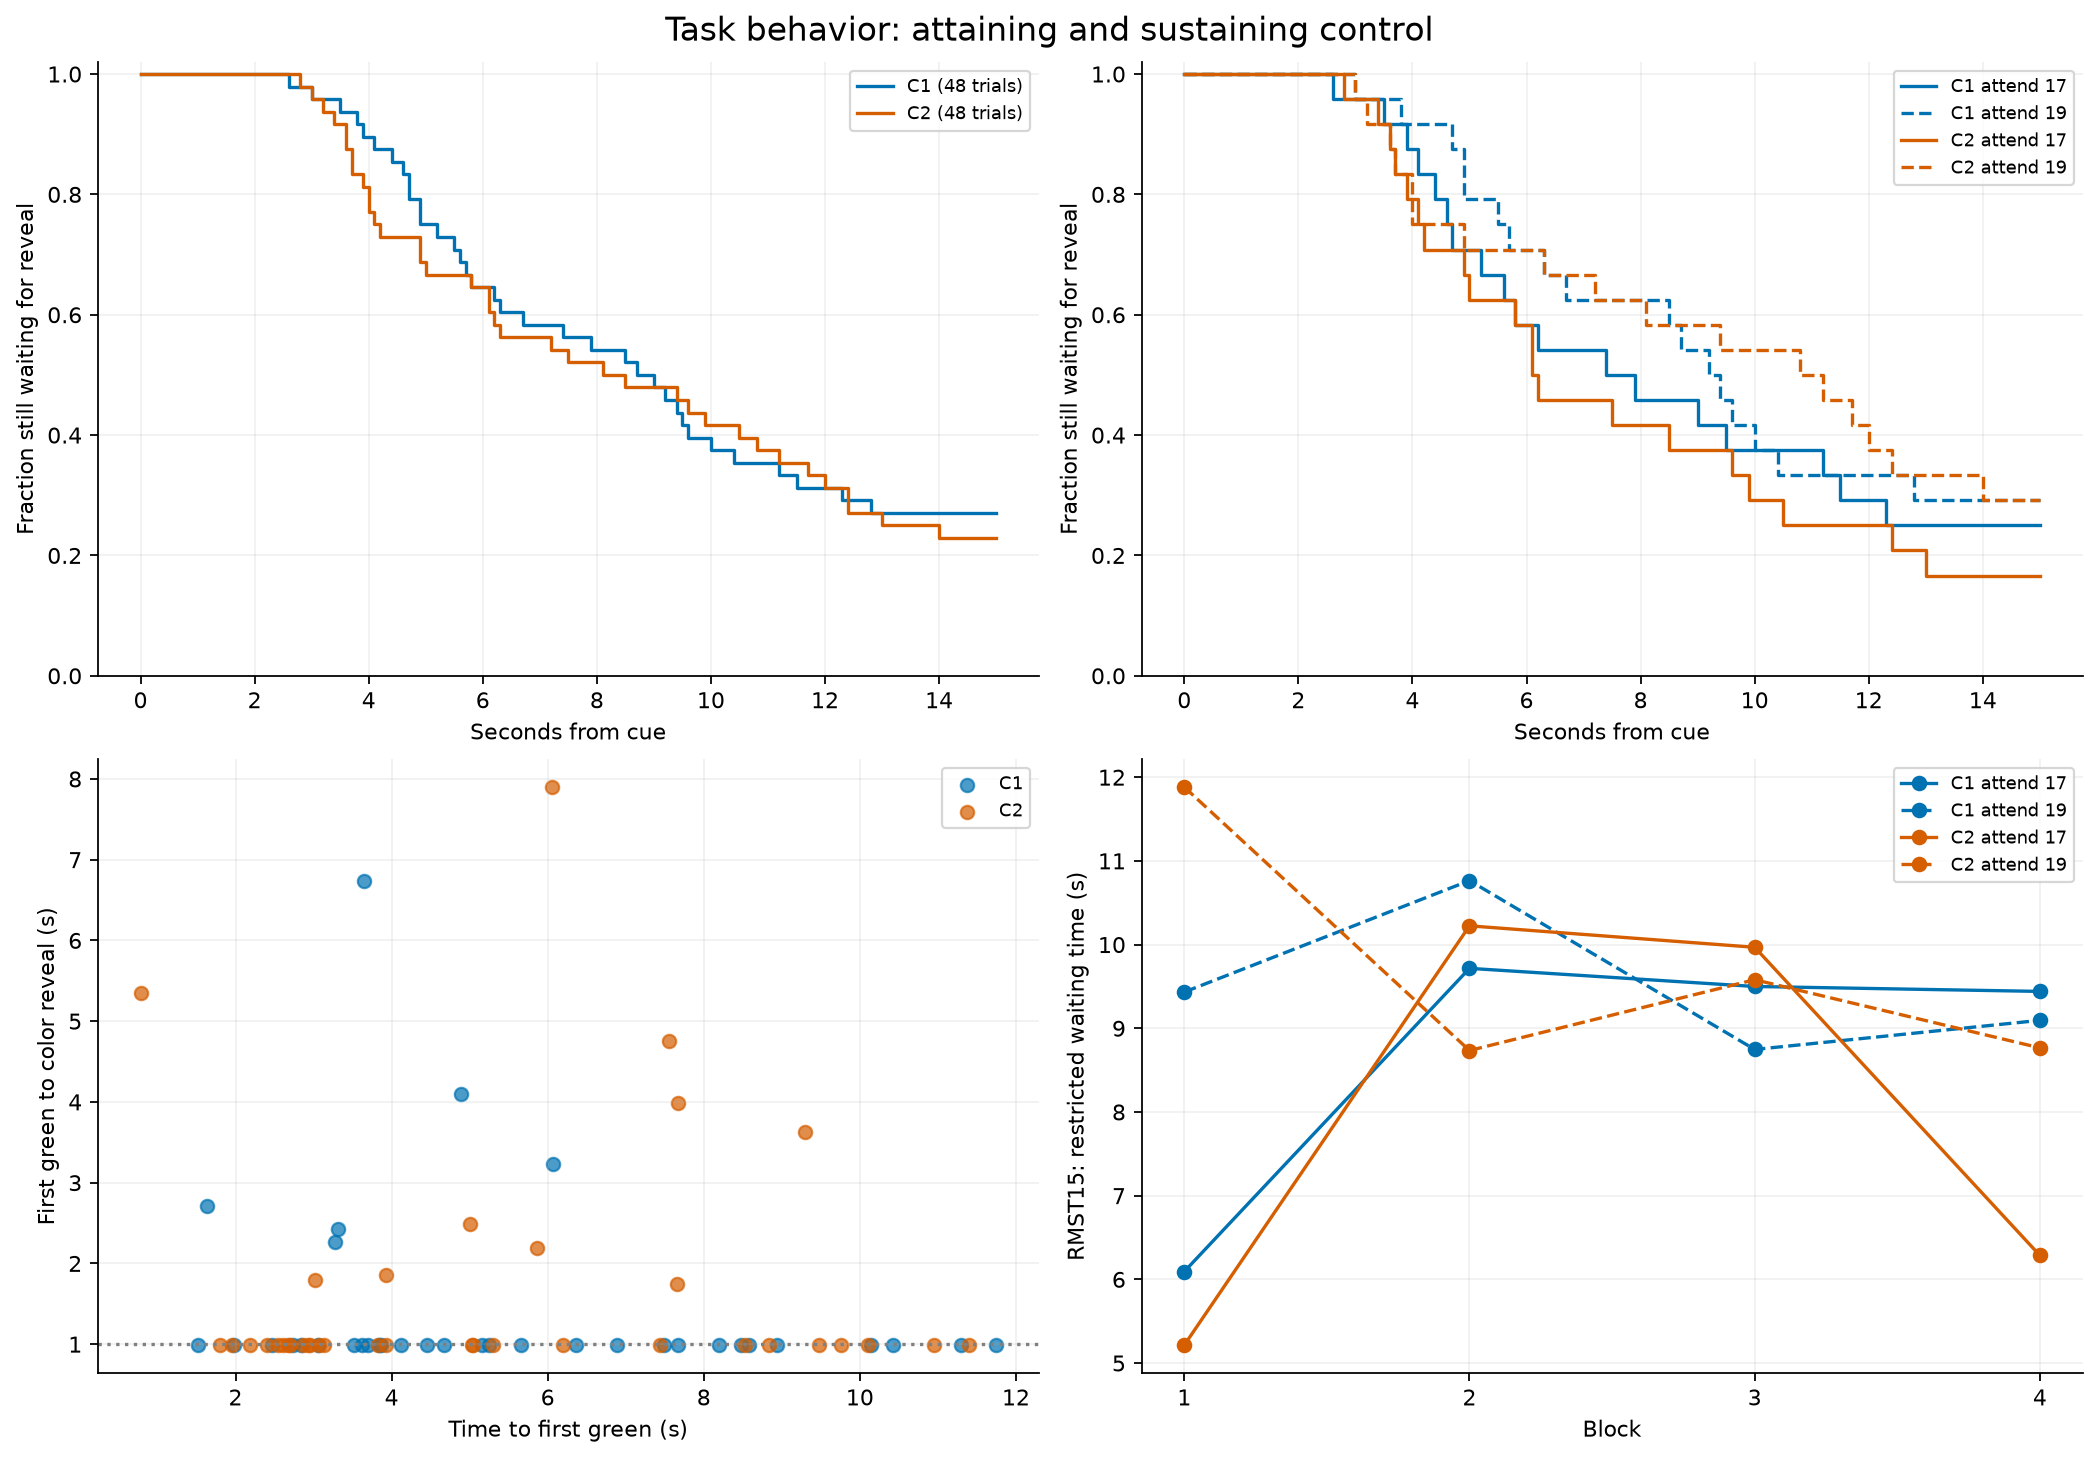 Task behavior: attaining and sustaining control
Fraction still waiting for reveal
1.0
0.8
0.6
0.4
0.2
0.0
C1 (48 trials)
C2 (48 trials)
0 2 4 6 8 10 12 14
Seconds from cue
Fraction still waiting for reveal
1.0
0.8
0.6
0.4
0.2
0.0
C1 attend 17
C1 attend 19
C2 attend 17
C2 attend 19
0 2 4 6 8 10 12 14
Seconds from cue
First green to color reveal (s)
8
7
6
5
4
3
2
1
C1
C2
2 4 6 8 10 12
Time to first green (s)
RMST15: restricted waiting time (s)
12
11
10
9
8
7
6
5
C1 attend 17
C1 attend 19
C2 attend 17
C2 attend 19
1 2 3 4
Block